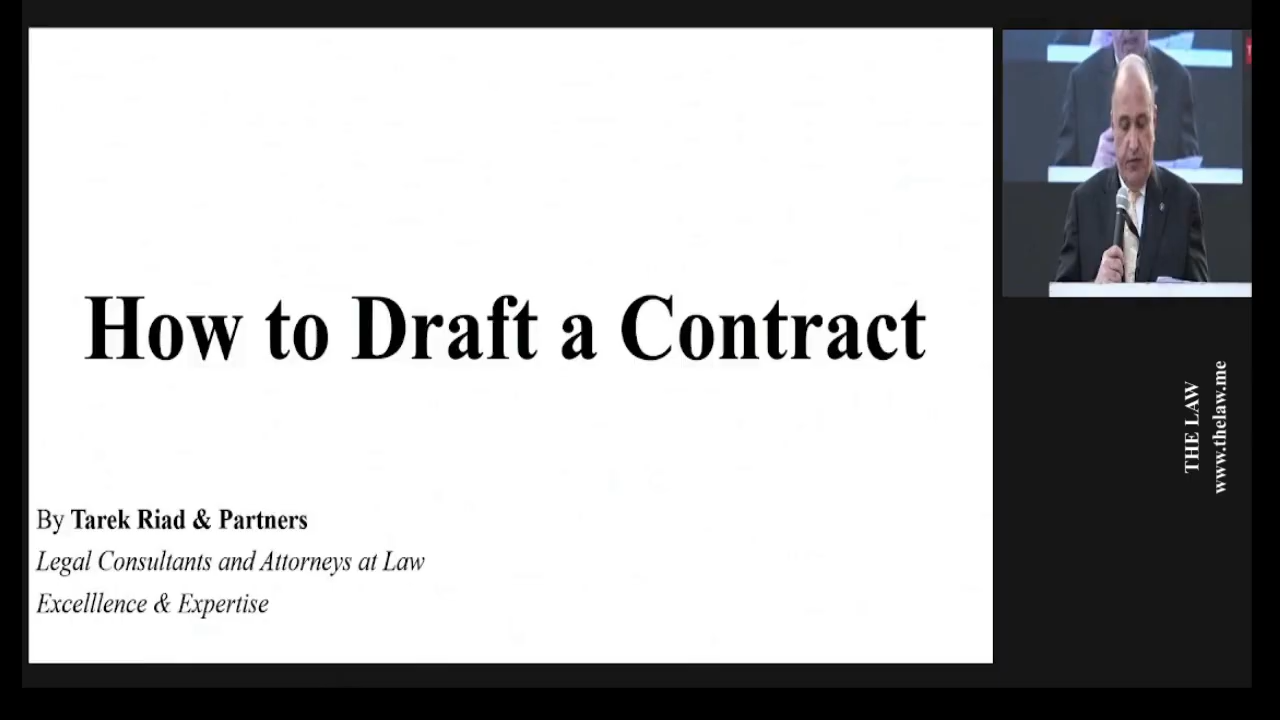 How to Draft a Contract
By Tarek Riad & Partners
Legal Consultants and Attorneys at Law
Excelllence & Expertise
THE LAW
www.thelaw.me